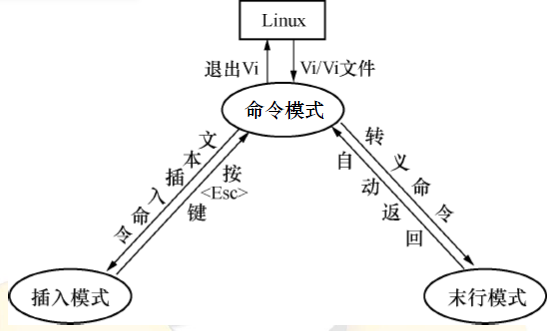 Linux
退出Vi
Vi/Vi文件
命令模式
文本插入命令
按
<Esc>
键
转义命令
自动返回
插入模式
末行模式